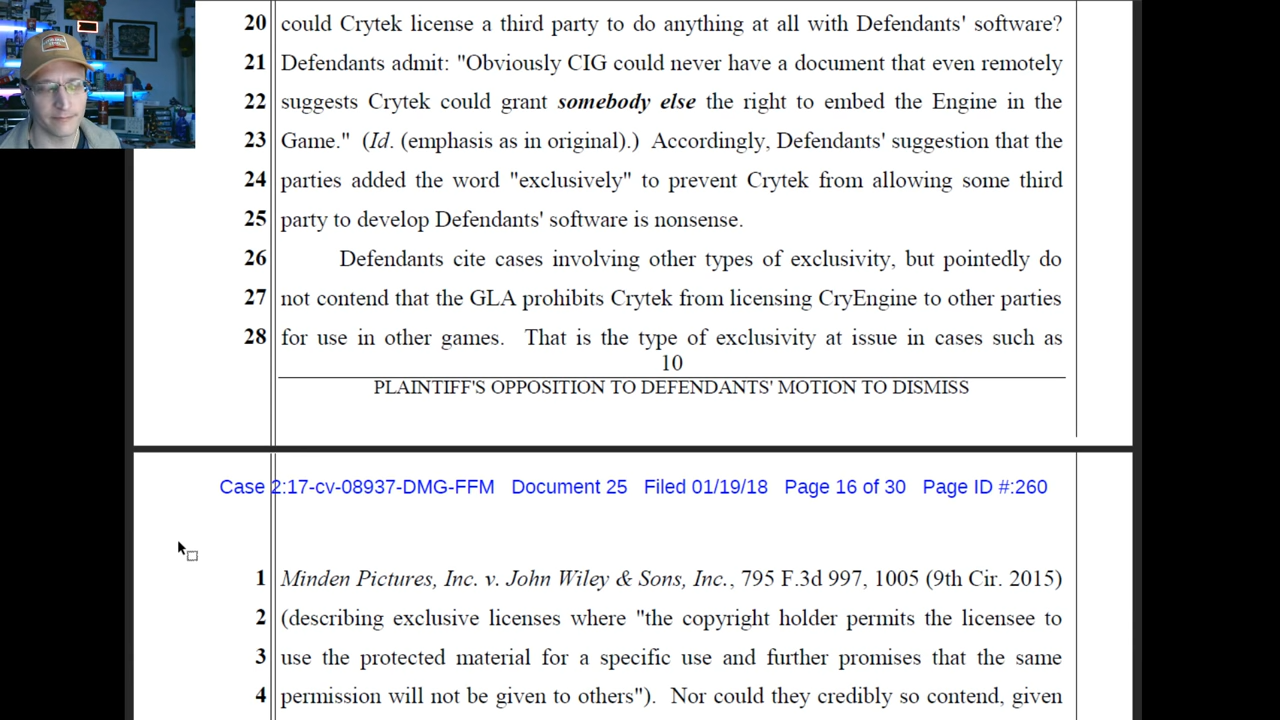 20 could Crytek license a third party to do anything at all with Defendants' software?
21 Defendants admit: "Obviously CIG could never have a document that even remotely
22 suggests Crytek could grant somebody else the right to embed the Engine in the
23 Game." (Id. (emphasis as in original).) Accordingly, Defendants' suggestion that the
24 parties added the word "exclusively" to prevent Crytek from allowing some third
25 party to develop Defendants' software is nonsense.
26 Defendants cite cases involving other types of exclusivity, but pointedly do
27 not contend that the GLA prohibits Crytek from licensing CryEngine to other parties
28 for use in other games. That is the type of exclusivity at issue in cases such as
10
PLAINTIFF'S OPPOSITION TO DEFENDANTS' MOTION TO DISMISS
Case 2:17-cv-08937-DMG-FFM Document 25 Filed 01/19/18 Page 16 of 30 Page ID #:260
1 Minden Pictures, Inc. v. John Wiley & Sons, Inc., 795 F.3d 997, 1005 (9th Cir. 2015)
2 (describing exclusive licenses where "the copyright holder permits the licensee to
3 use the protected material for a specific use and further promises that the same
4 permission will not be given to others"). Nor could they credibly so contend, given